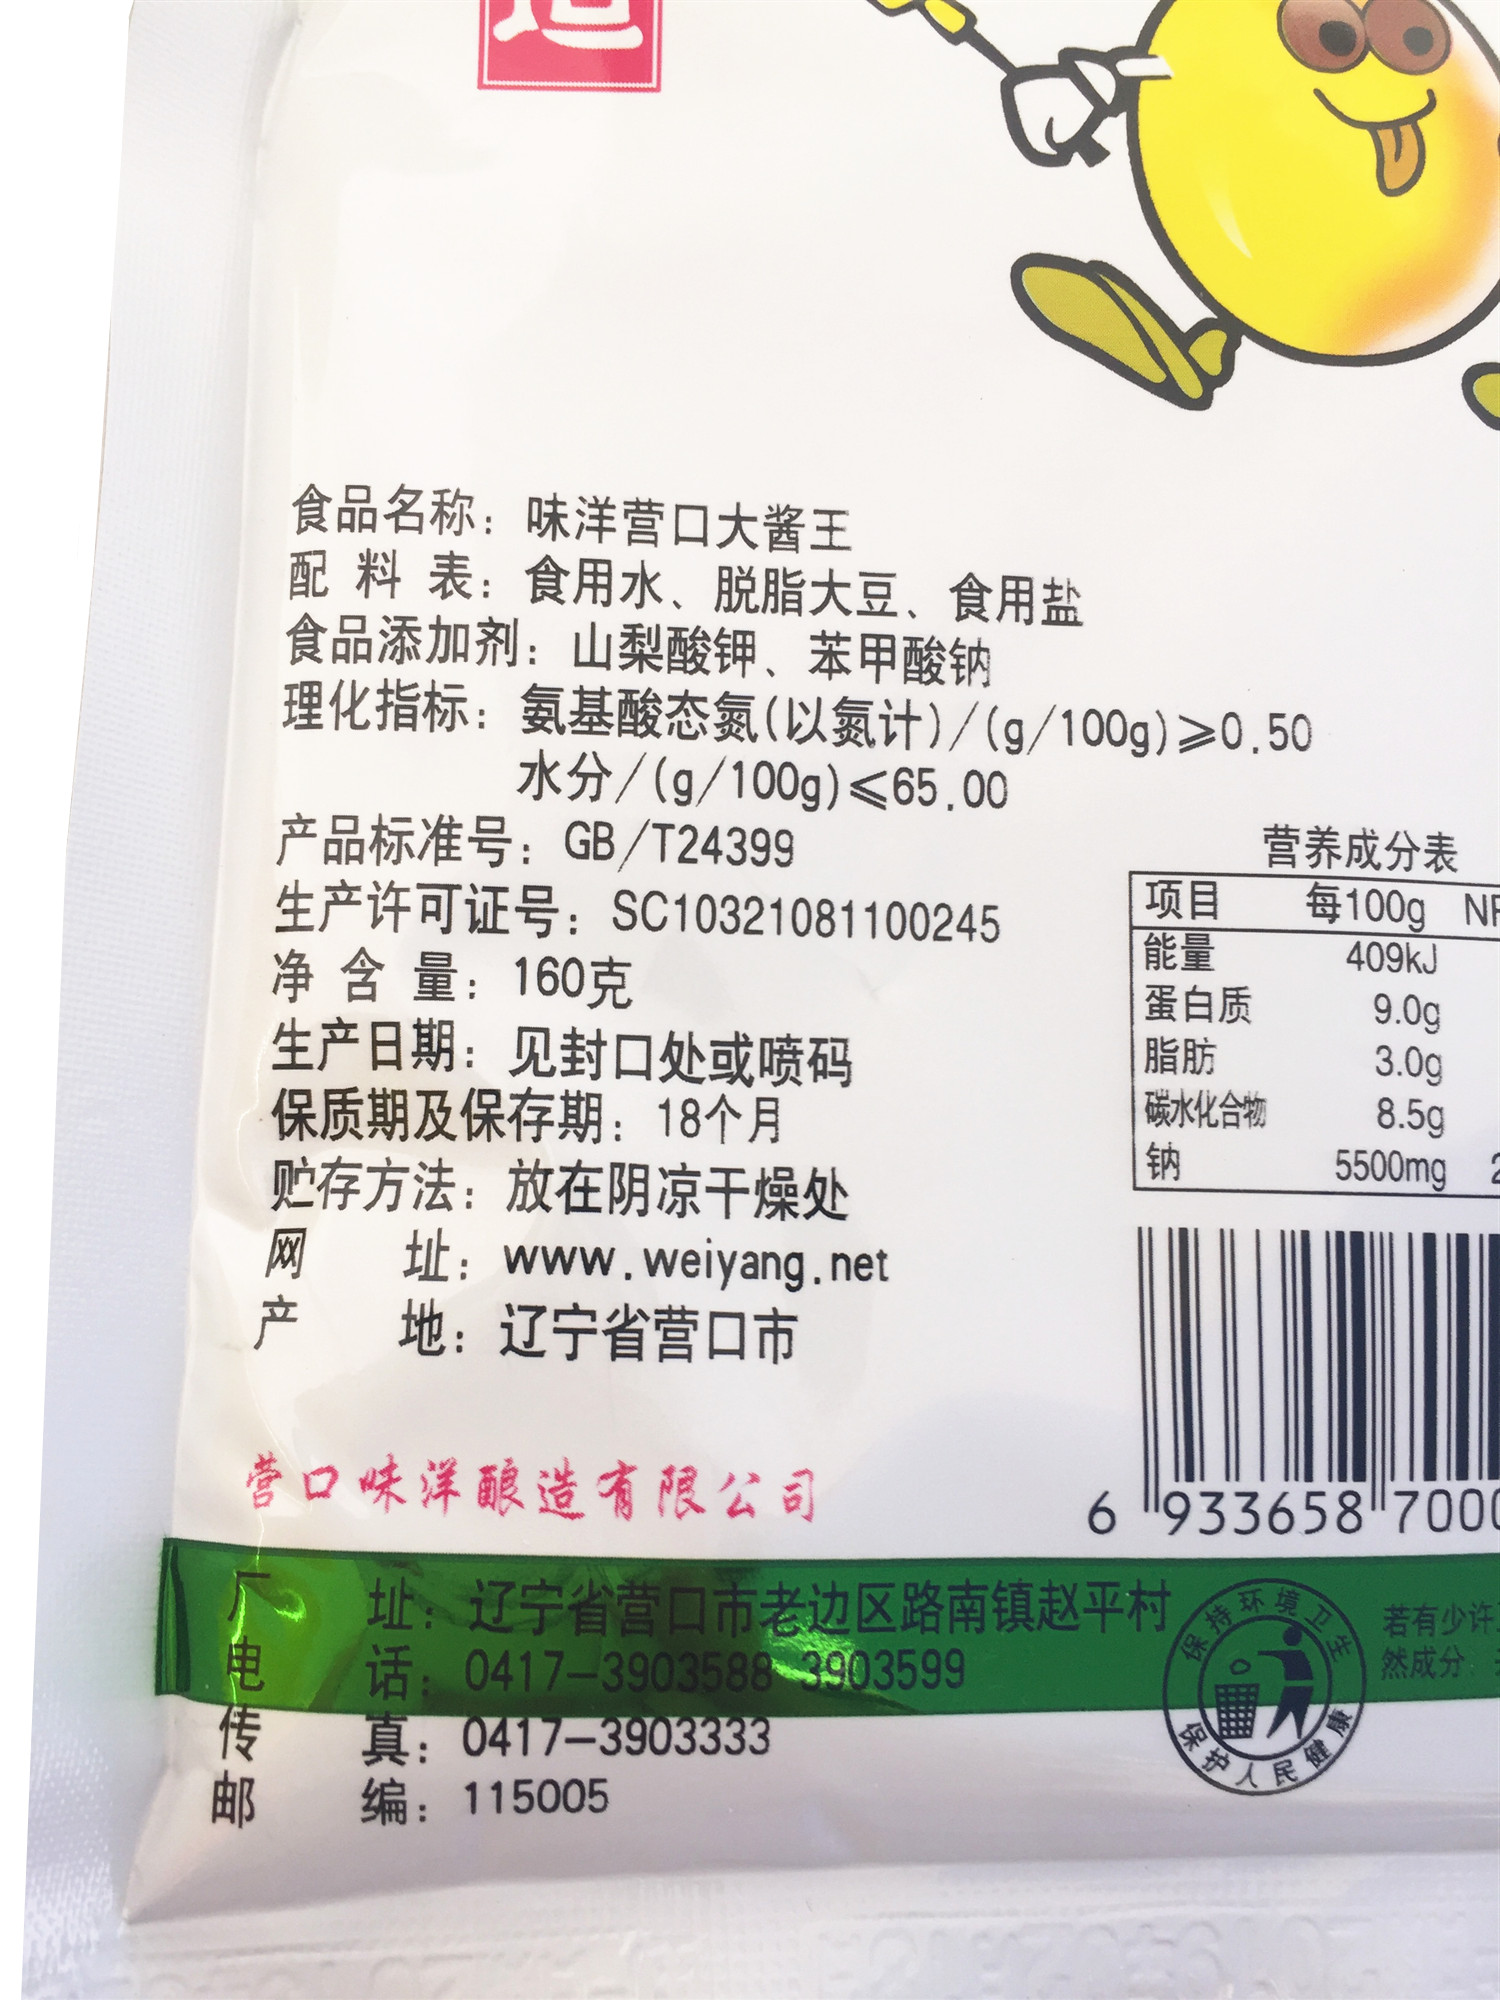 造
食品名称：味洋营口大酱王
配料表：食用水、脱脂大豆、食用盐
食品添加剂：山梨酸钾、苯甲酸钠
理化指标：氨基酸态氮(以氮计)/(g/100g)≥0.50
水分/(g/100g)≤65.00
产品标准号：GB/T24399
生产许可证号：SC10321081100245
净含量：160克
生产日期：见封口处或喷码
保质期及保存期：18个月
贮存方法：放在阴凉干燥处
网址：www.weiyang.net
产地：辽宁省营口市
营养成分表
项目 每100g NR
能量 409kJ
蛋白质 9.0g
脂肪 3.0g
碳水化合物 8.5g
钠 5500mg 2
6 933658 7000
营口味洋酿造有限公司
厂址：辽宁省营口市老边区路南镇赵平村
电话：0417-3903588 3903599
传真：0417-3903333
邮编：115005
保持环境卫生
保护人民健康
若有少许
然成分